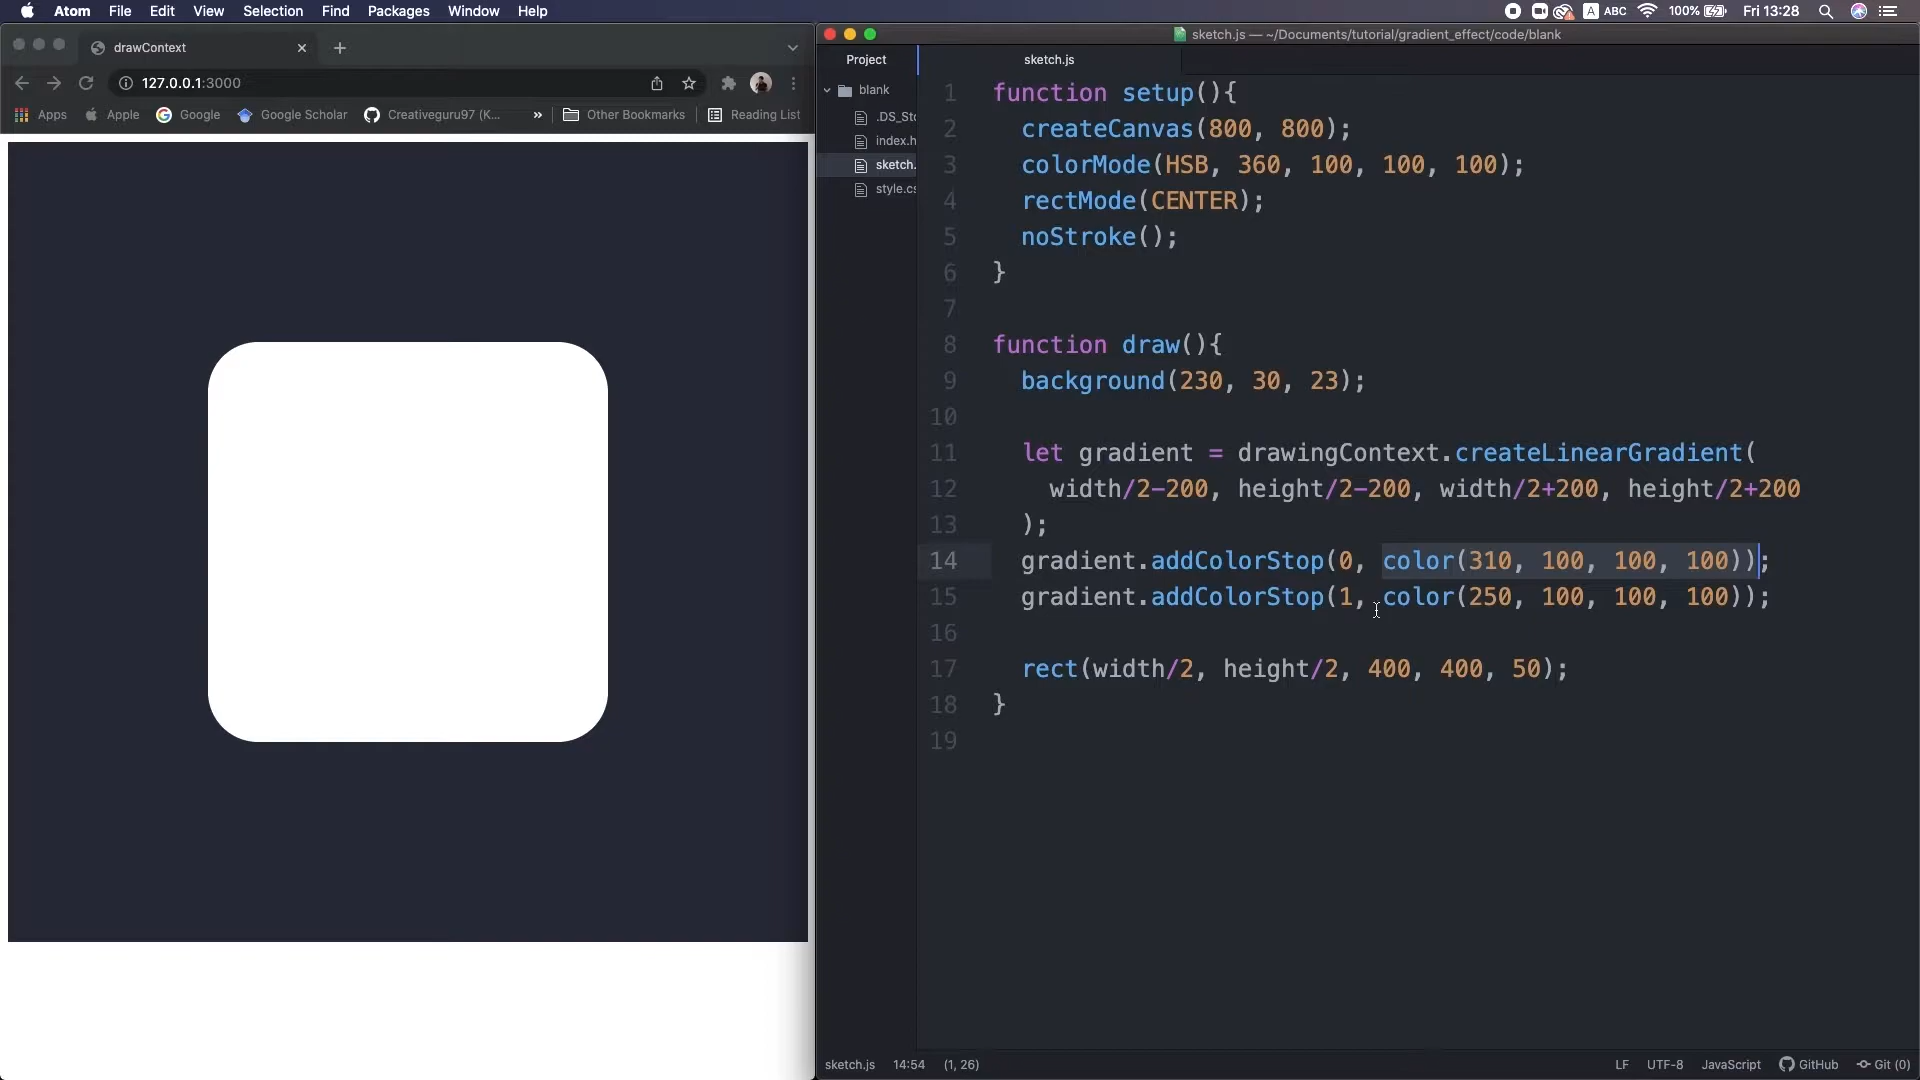 Atom File Edit View Selection Find Packages Window Help
A ABC 100% Fri 13:28
drawContext
127.0.0.1:3000
Apps Apple Google Google Scholar Creativeguru97 (K... » Other Bookmarks Reading List
sketch.js — ~/Documents/tutorial/gradient_effect/code/blank
Project
sketch.js
blank
.DS_Sto
index.h
sketch.
style.cs
1 function setup(){
2 createCanvas(800, 800);
3 colorMode(HSB, 360, 100, 100, 100);
4 rectMode(CENTER);
5 noStroke();
6 }
7
8 function draw(){
9 background(230, 30, 23);
10
11 let gradient = drawingContext.createLinearGradient(
12 width/2-200, height/2-200, width/2+200, height/2+200
13 );
14 gradient.addColorStop(0, color(310, 100, 100, 100));
15 gradient.addColorStop(1, color(250, 100, 100, 100));
16
17 rect(width/2, height/2, 400, 400, 50);
18 }
19
sketch.js 14:54 (1, 26)
LF UTF-8 JavaScript GitHub Git (0)